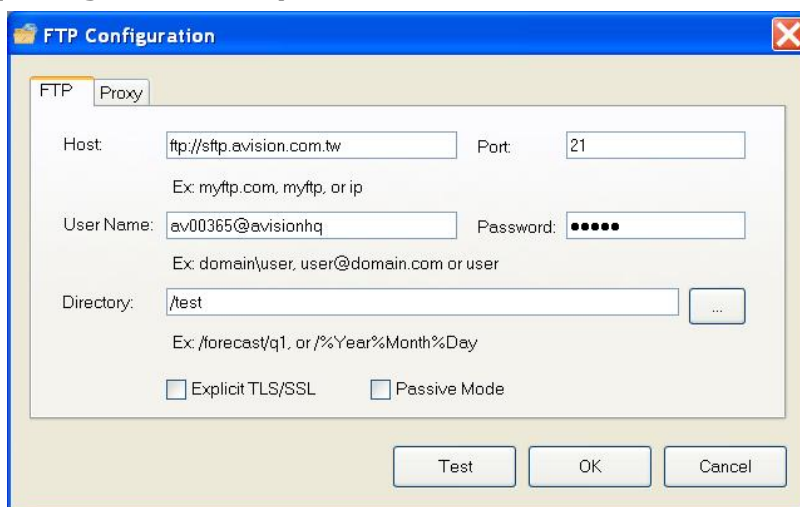 FTP Configuration
FTP Proxy
Host: ftp://sftp.avision.com.tw Port: 21
Ex: myftp.com, myftp, or ip
User Name: av00365@avisionhq Password: •••••
Ex: domain\user, user@domain.com or user
Directory: /test ...
Ex: /forecast/q1, or /%Year%Month%Day
Explicit TLS/SSL Passive Mode
Test OK Cancel